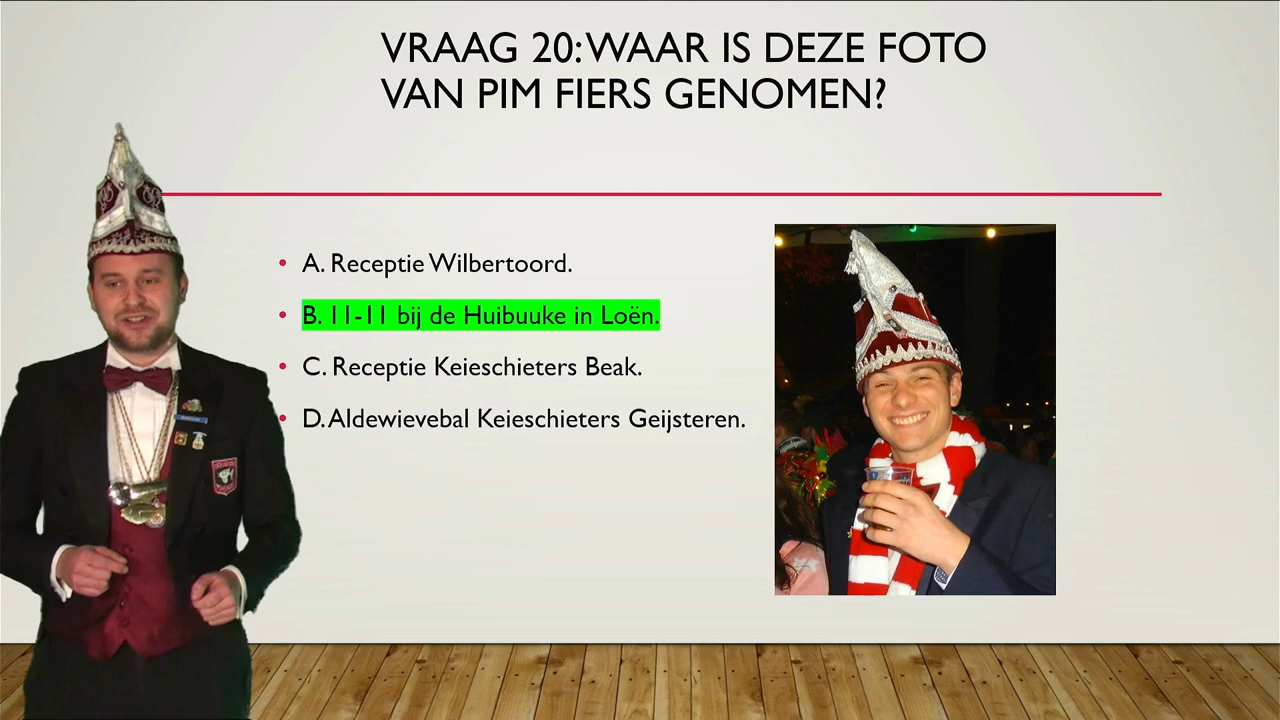 VRAAG 20: WAAR IS DEZE FOTO
VAN PIM FIERS GENOMEN?
A. Receptie Wilbertoord.
B. 11-11 bij de Huibuuke in Loën.
C. Receptie Keieschieters Beak.
D. Aldewievebal Keieschieters Geijsteren.